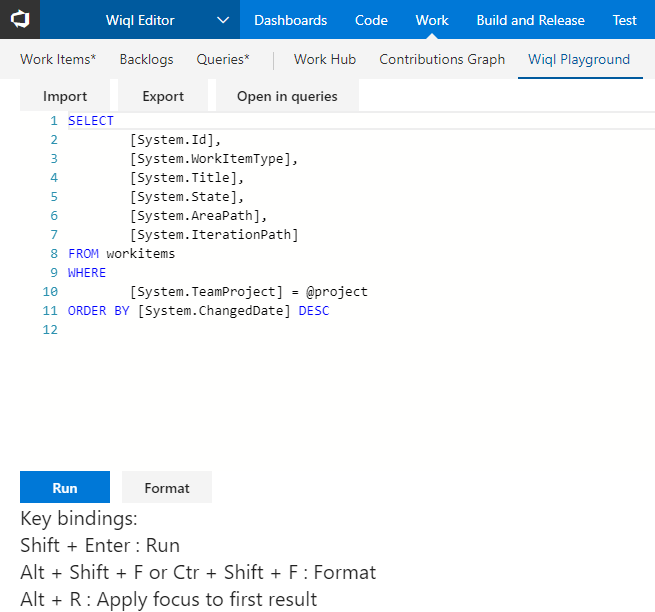 Wiql Editor Dashboards Code Work Build and Release Test
Work Items* Backlogs Queries* Work Hub Contributions Graph Wiql Playground
Import Export Open in queries
1 SELECT
2 [System.Id],
3 [System.WorkItemType],
4 [System.Title],
5 [System.State],
6 [System.AreaPath],
7 [System.IterationPath]
8 FROM workitems
9 WHERE
10 [System.TeamProject] = @project
11 ORDER BY [System.ChangedDate] DESC
12
Run Format
Key bindings:
Shift + Enter : Run
Alt + Shift + F or Ctr + Shift + F : Format
Alt + R : Apply focus to first result